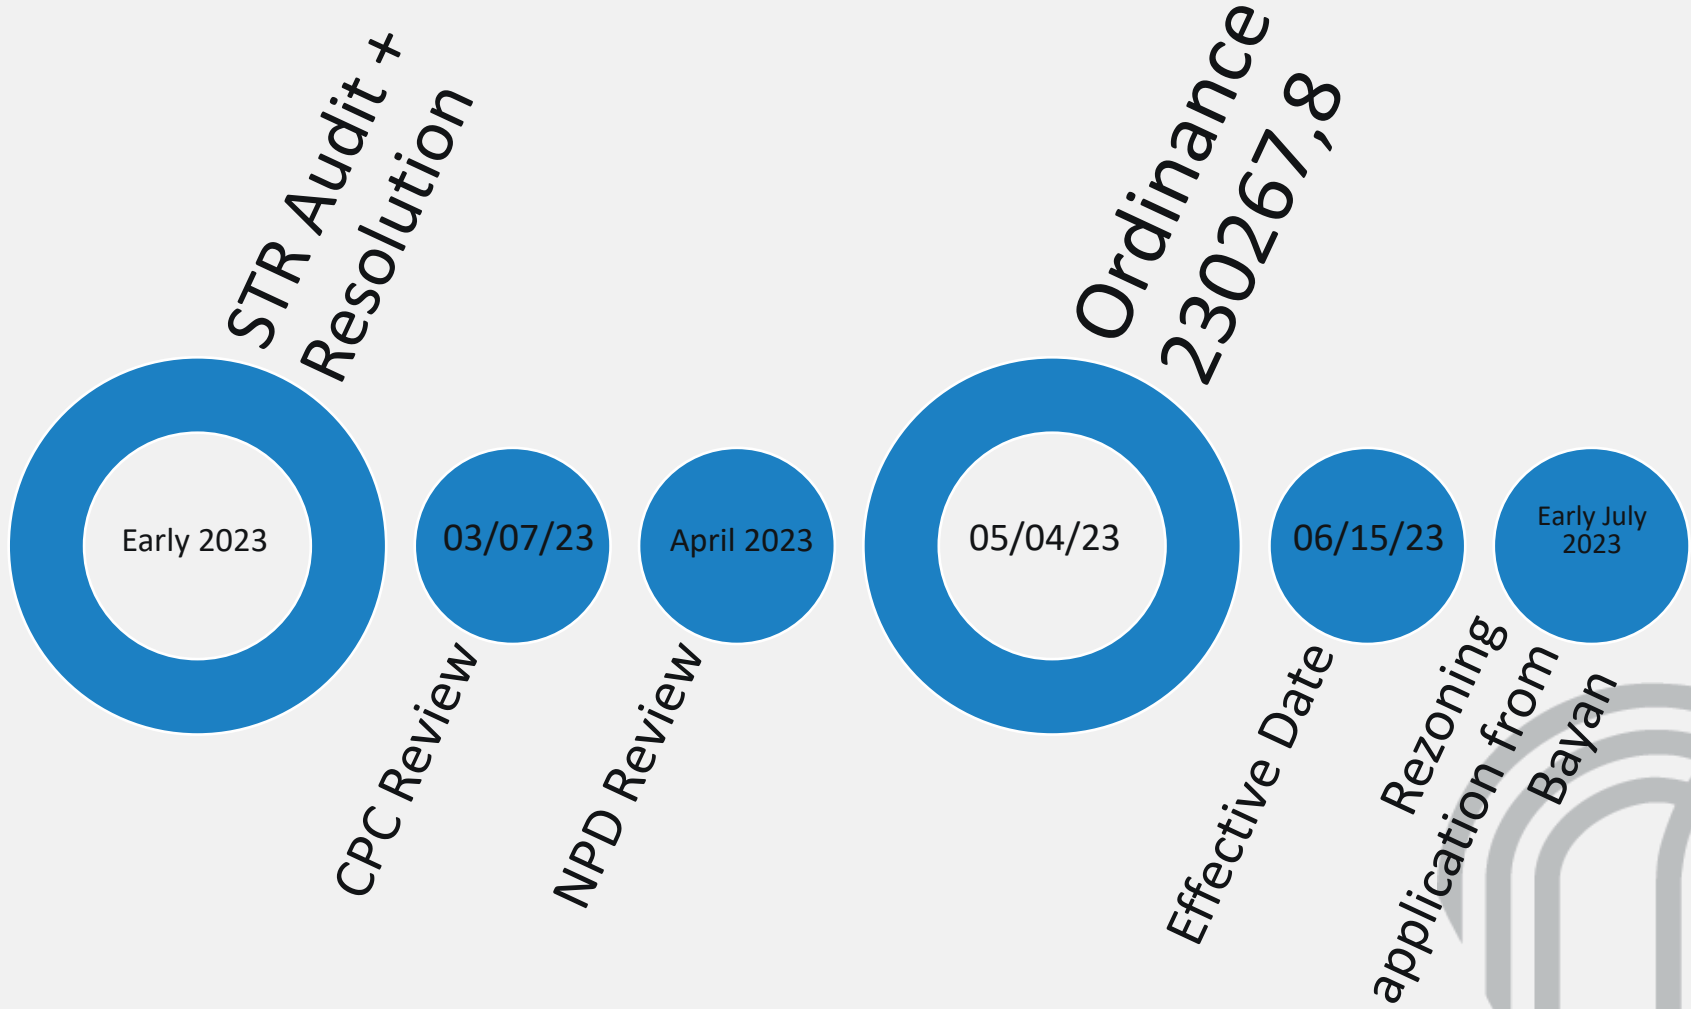 STR Audit +
Resolution
Early 2023
03/07/23
CPC Review
April 2023
NPD Review
Ordinance
230267,8
05/04/23
06/15/23
Effective Date
Early July
2023
Rezoning
application from
Bayan